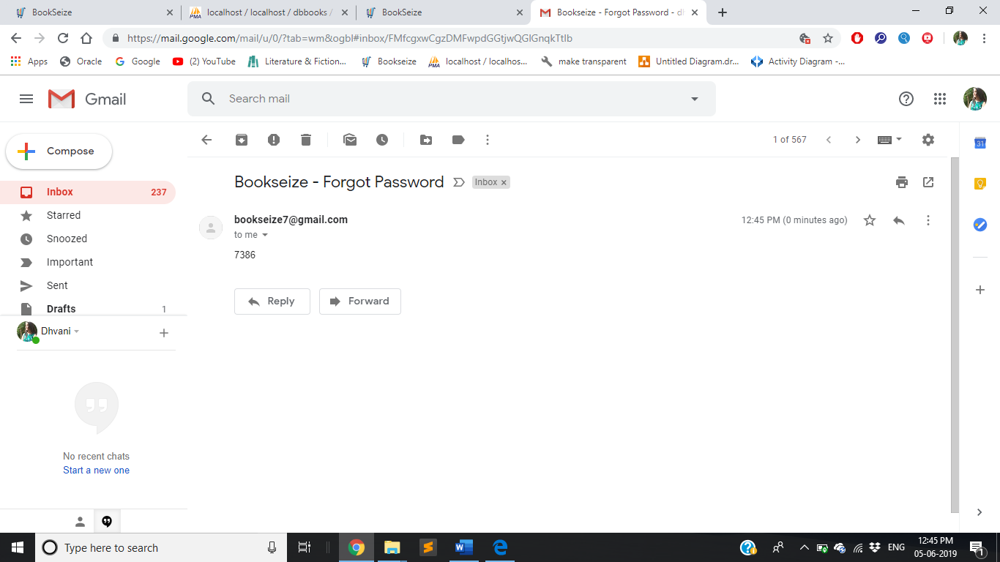 BookSeize
localhost / localhost / dbbooks /
BookSeize
Bookseize - Forgot Password - d
https://mail.google.com/mail/u/0/?tab=wm&ogbl#inbox/FMfcgxwCgzDMFwpdGGtjwQGlGnqkTtlb
Apps
Oracle
Google
(2) YouTube
Literature & Fiction...
Bookseize
localhost / localhos...
make transparent
Untitled Diagram.dr...
Activity Diagram -...
Gmail
Search mail
Compose
1 of 567
31
Inbox 237
Starred
Snoozed
Important
Sent
Drafts 1
Dhvani
No recent chats
Start a new one
Bookseize - Forgot Password
Inbox x
bookseize7@gmail.com
12:45 PM (0 minutes ago)
to me
7386
Reply
Forward
Type here to search
ENG
12:45 PM
05-06-2019
1